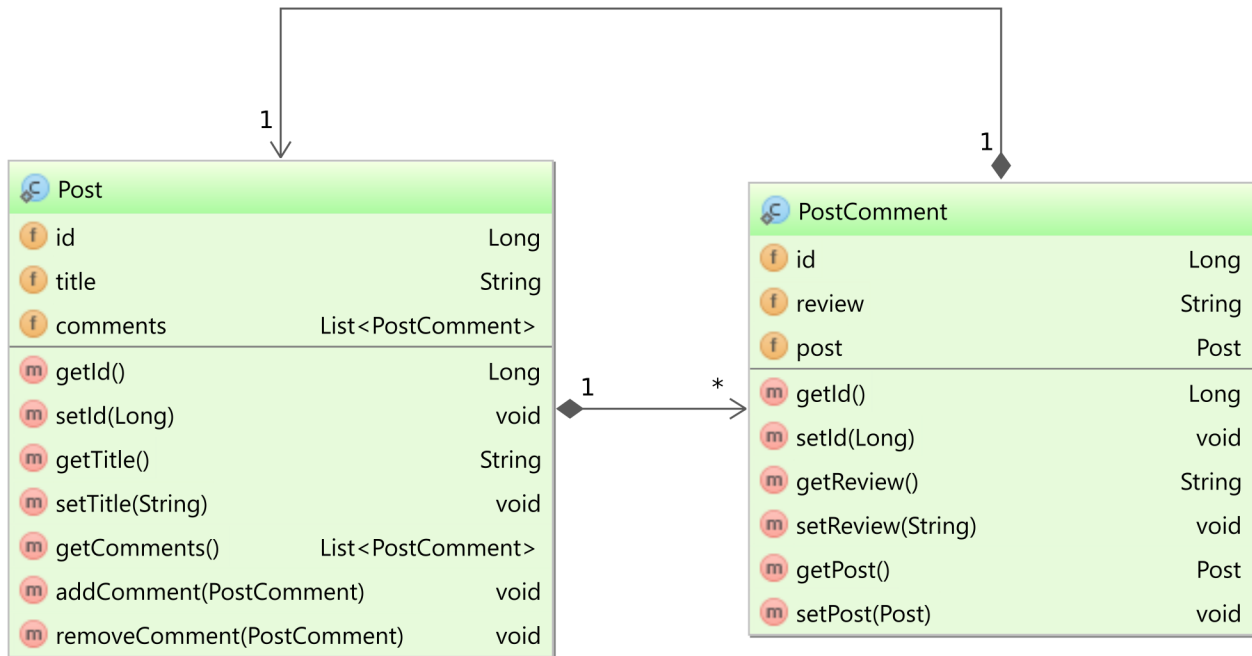 1
1
Post
id Long
title String
comments List<PostComment>
getId() Long
setId(Long) void
getTitle() String
setTitle(String) void
getComments() List<PostComment>
addComment(PostComment) void
removeComment(PostComment) void
1 *
PostComment
id Long
review String
post Post
getId() Long
setId(Long) void
getReview() String
setReview(String) void
getPost() Post
setPost(Post) void